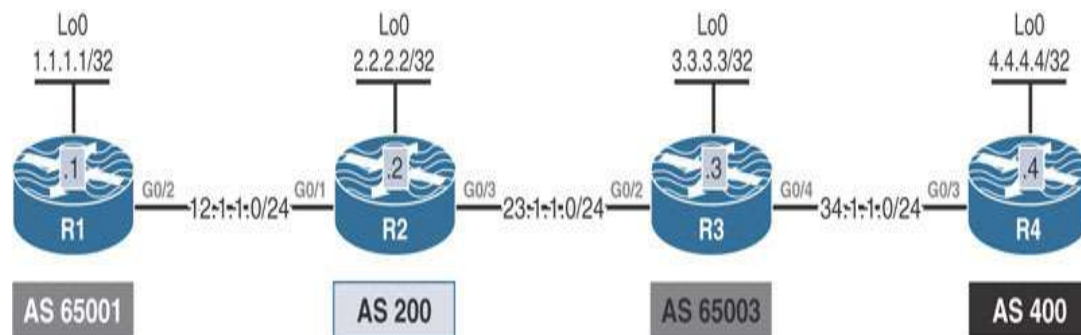 Lo0
1.1.1.1/32
Lo0
2.2.2.2/32
Lo0
3.3.3.3/32
Lo0
4.4.4.4/32
.1
R1
G0/2
12.1.1.0/24
G0/1
.2
R2
G0/3
23.1.1.0/24
G0/2
.3
R3
G0/4
34.1.1.0/24
G0/3
.4
R4
AS 65001
AS 200
AS 65003
AS 400